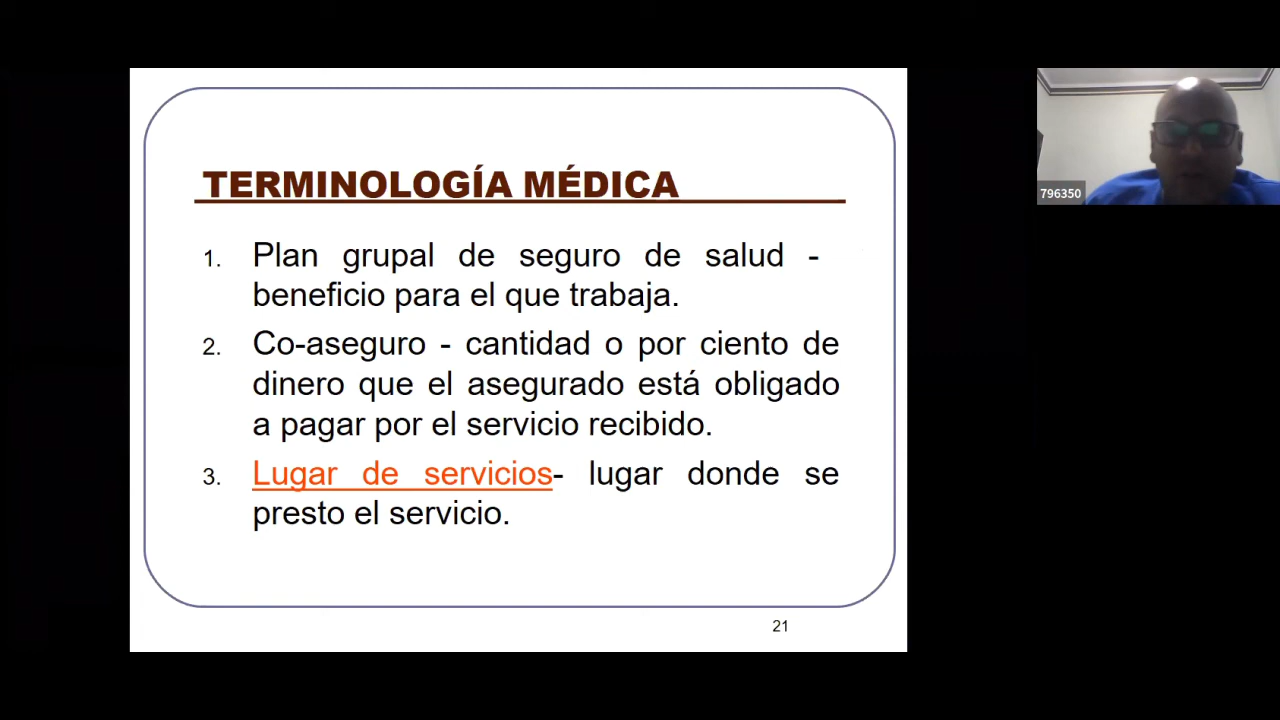 TERMINOLOGÍA MÉDICA
1. Plan grupal de seguro de salud -
beneficio para el que trabaja.
2. Co-aseguro - cantidad o por ciento de
dinero que el asegurado está obligado
a pagar por el servicio recibido.
3. Lugar de servicios- lugar donde se
presto el servicio.
21
796350